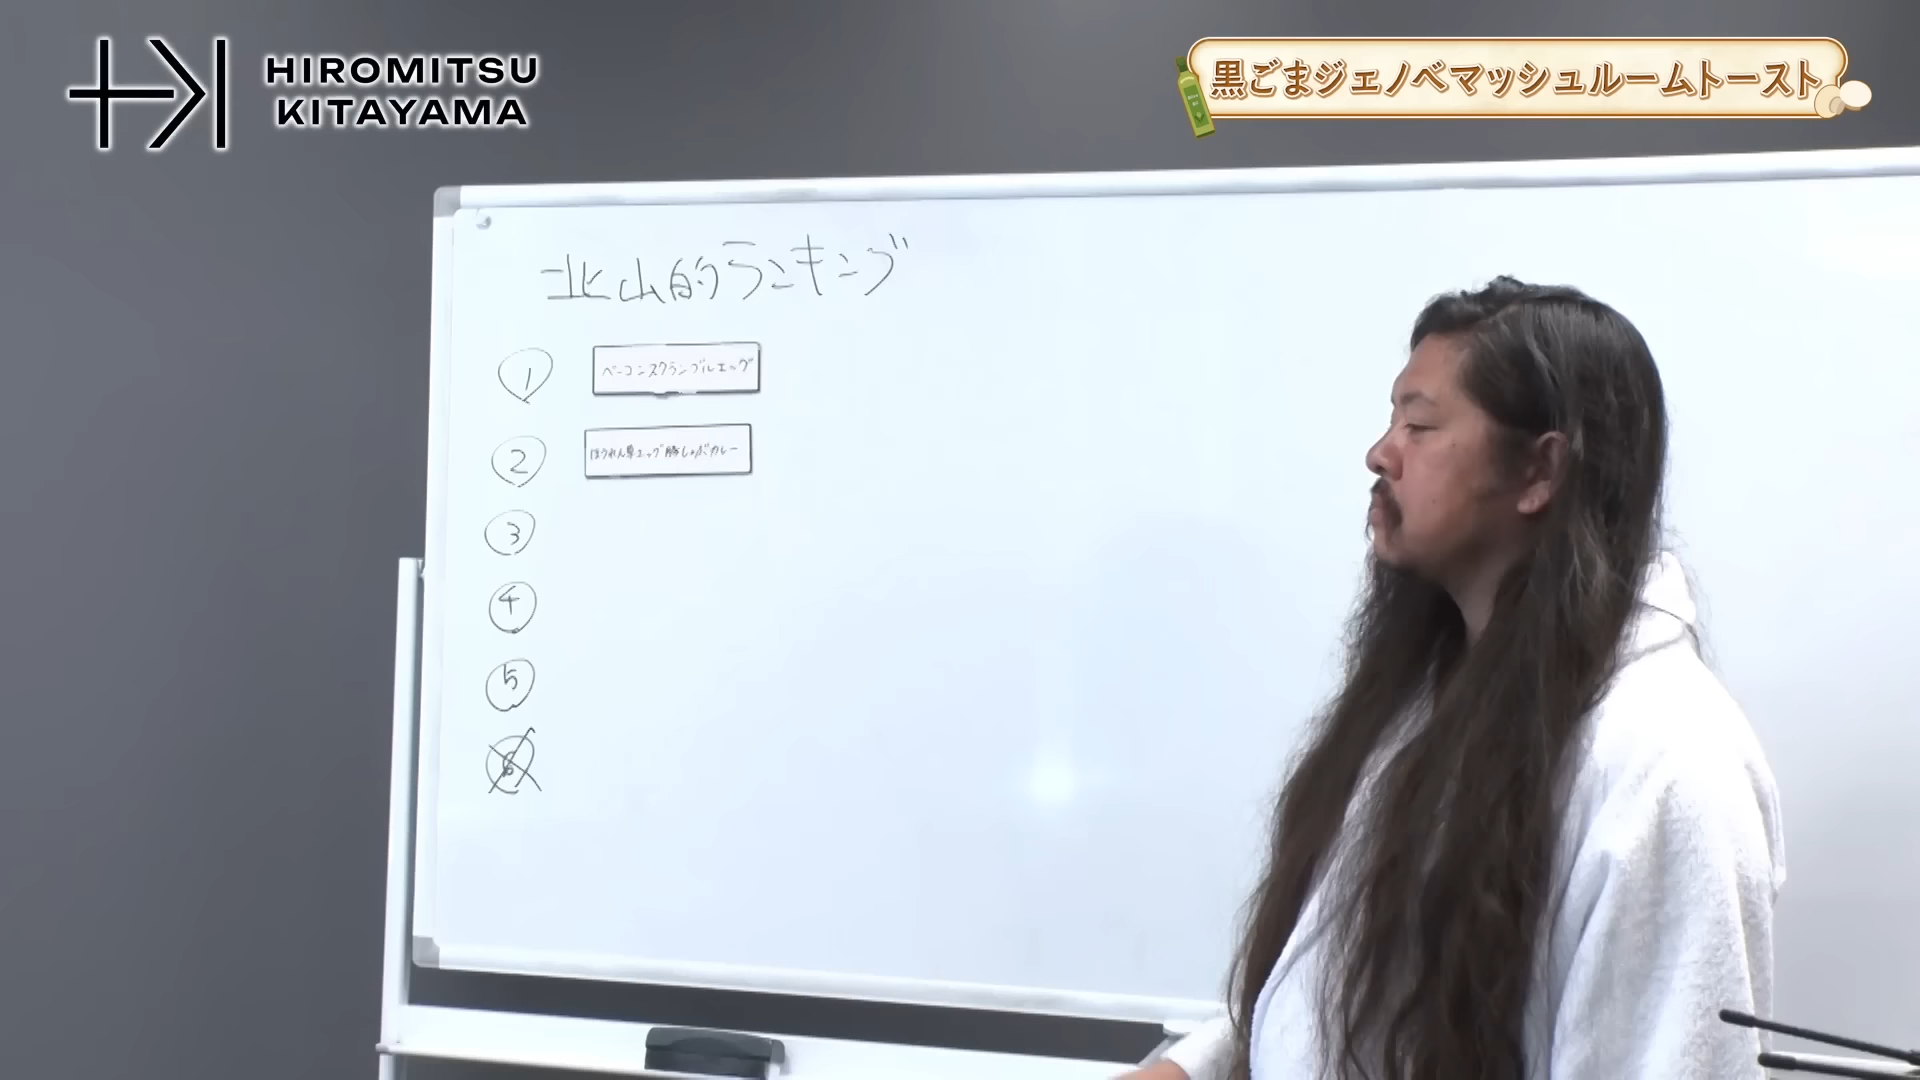 HIROMITSU
KITAYAMA
黒ごまジェノベマッシュルームトースト
北山的ランキング
1
ベーコンスクランブルエッグ
2
ほうれん草エッグ豚しゃぶカレー
3
4
5
6